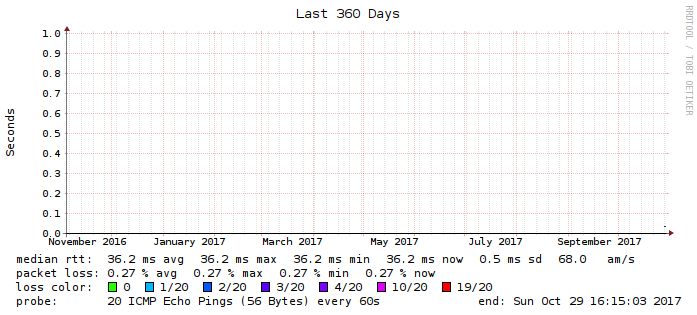 Last 360 Days
RRDTOOL / TOBI OETIKER
Seconds
1.0
0.9
0.8
0.7
0.6
0.5
0.4
0.3
0.2
0.1
0.0
November 2016 January 2017 March 2017 May 2017 July 2017 September 2017
median rtt: 36.2 ms avg 36.2 ms max 36.2 ms min 36.2 ms now 0.5 ms sd 68.0 am/s
packet loss: 0.27 % avg 0.27 % max 0.27 % min 0.27 % now
loss color: 0 1/20 2/20 3/20 4/20 10/20 19/20
probe: 20 ICMP Echo Pings (56 Bytes) every 60s end: Sun Oct 29 16:15:03 2017